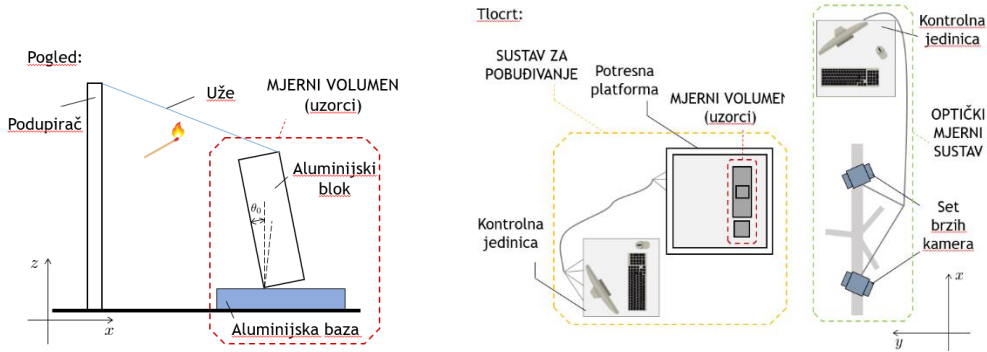 Pogled:
Uže
Podupirač
MJERNI VOLUMEN
(uzorci)
Aluminijski
blok
θ₀
z
x
Aluminijska baza
Tlocrt:
SUSTAV ZA
POBUĐIVANJE
Potresna
platforma
MJERNI VOLUMEN
(uzorci)
Kontrolna
jedinica
Kontrolna
jedinica
OPTIČKI
MJERNI
SUSTAV
Set
brzih
kamera
x
y